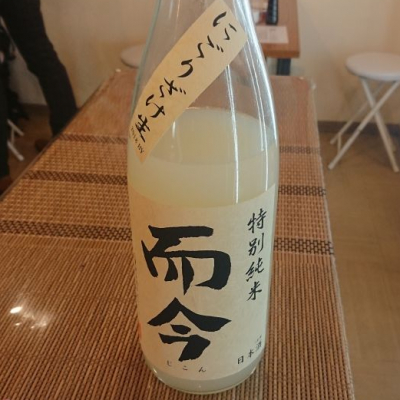 にごりざけ生
特別純米
而今
じこん
日本酒